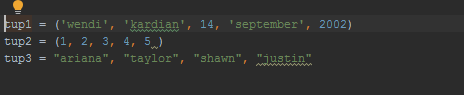 tup1 = ('wendi', 'kardian', 14, 'september', 2002)
tup2 = (1, 2, 3, 4, 5 )
tup3 = "ariana", "taylor", "shawn", "justin"